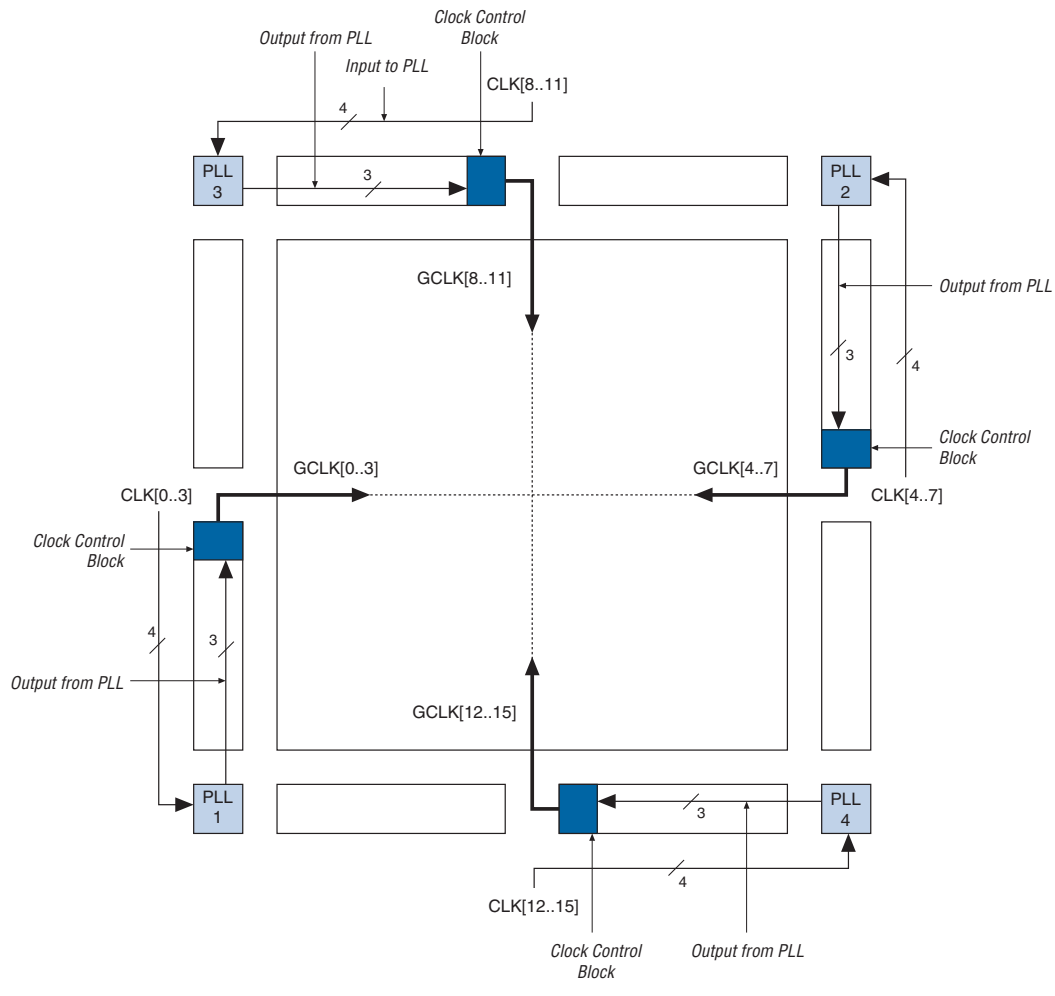 Clock Control
Block
Output from PLL
Input to PLL
CLK[8..11]
4
PLL
3
3
PLL
2
GCLK[8..11]
Output from PLL
3
4
Clock Control
Block
GCLK[0..3]
GCLK[4..7]
CLK[0..3]
CLK[4..7]
Clock Control
Block
4
3
Output from PLL
GCLK[12..15]
PLL
1
3
PLL
4
4
CLK[12..15]
Clock Control
Block
Output from PLL